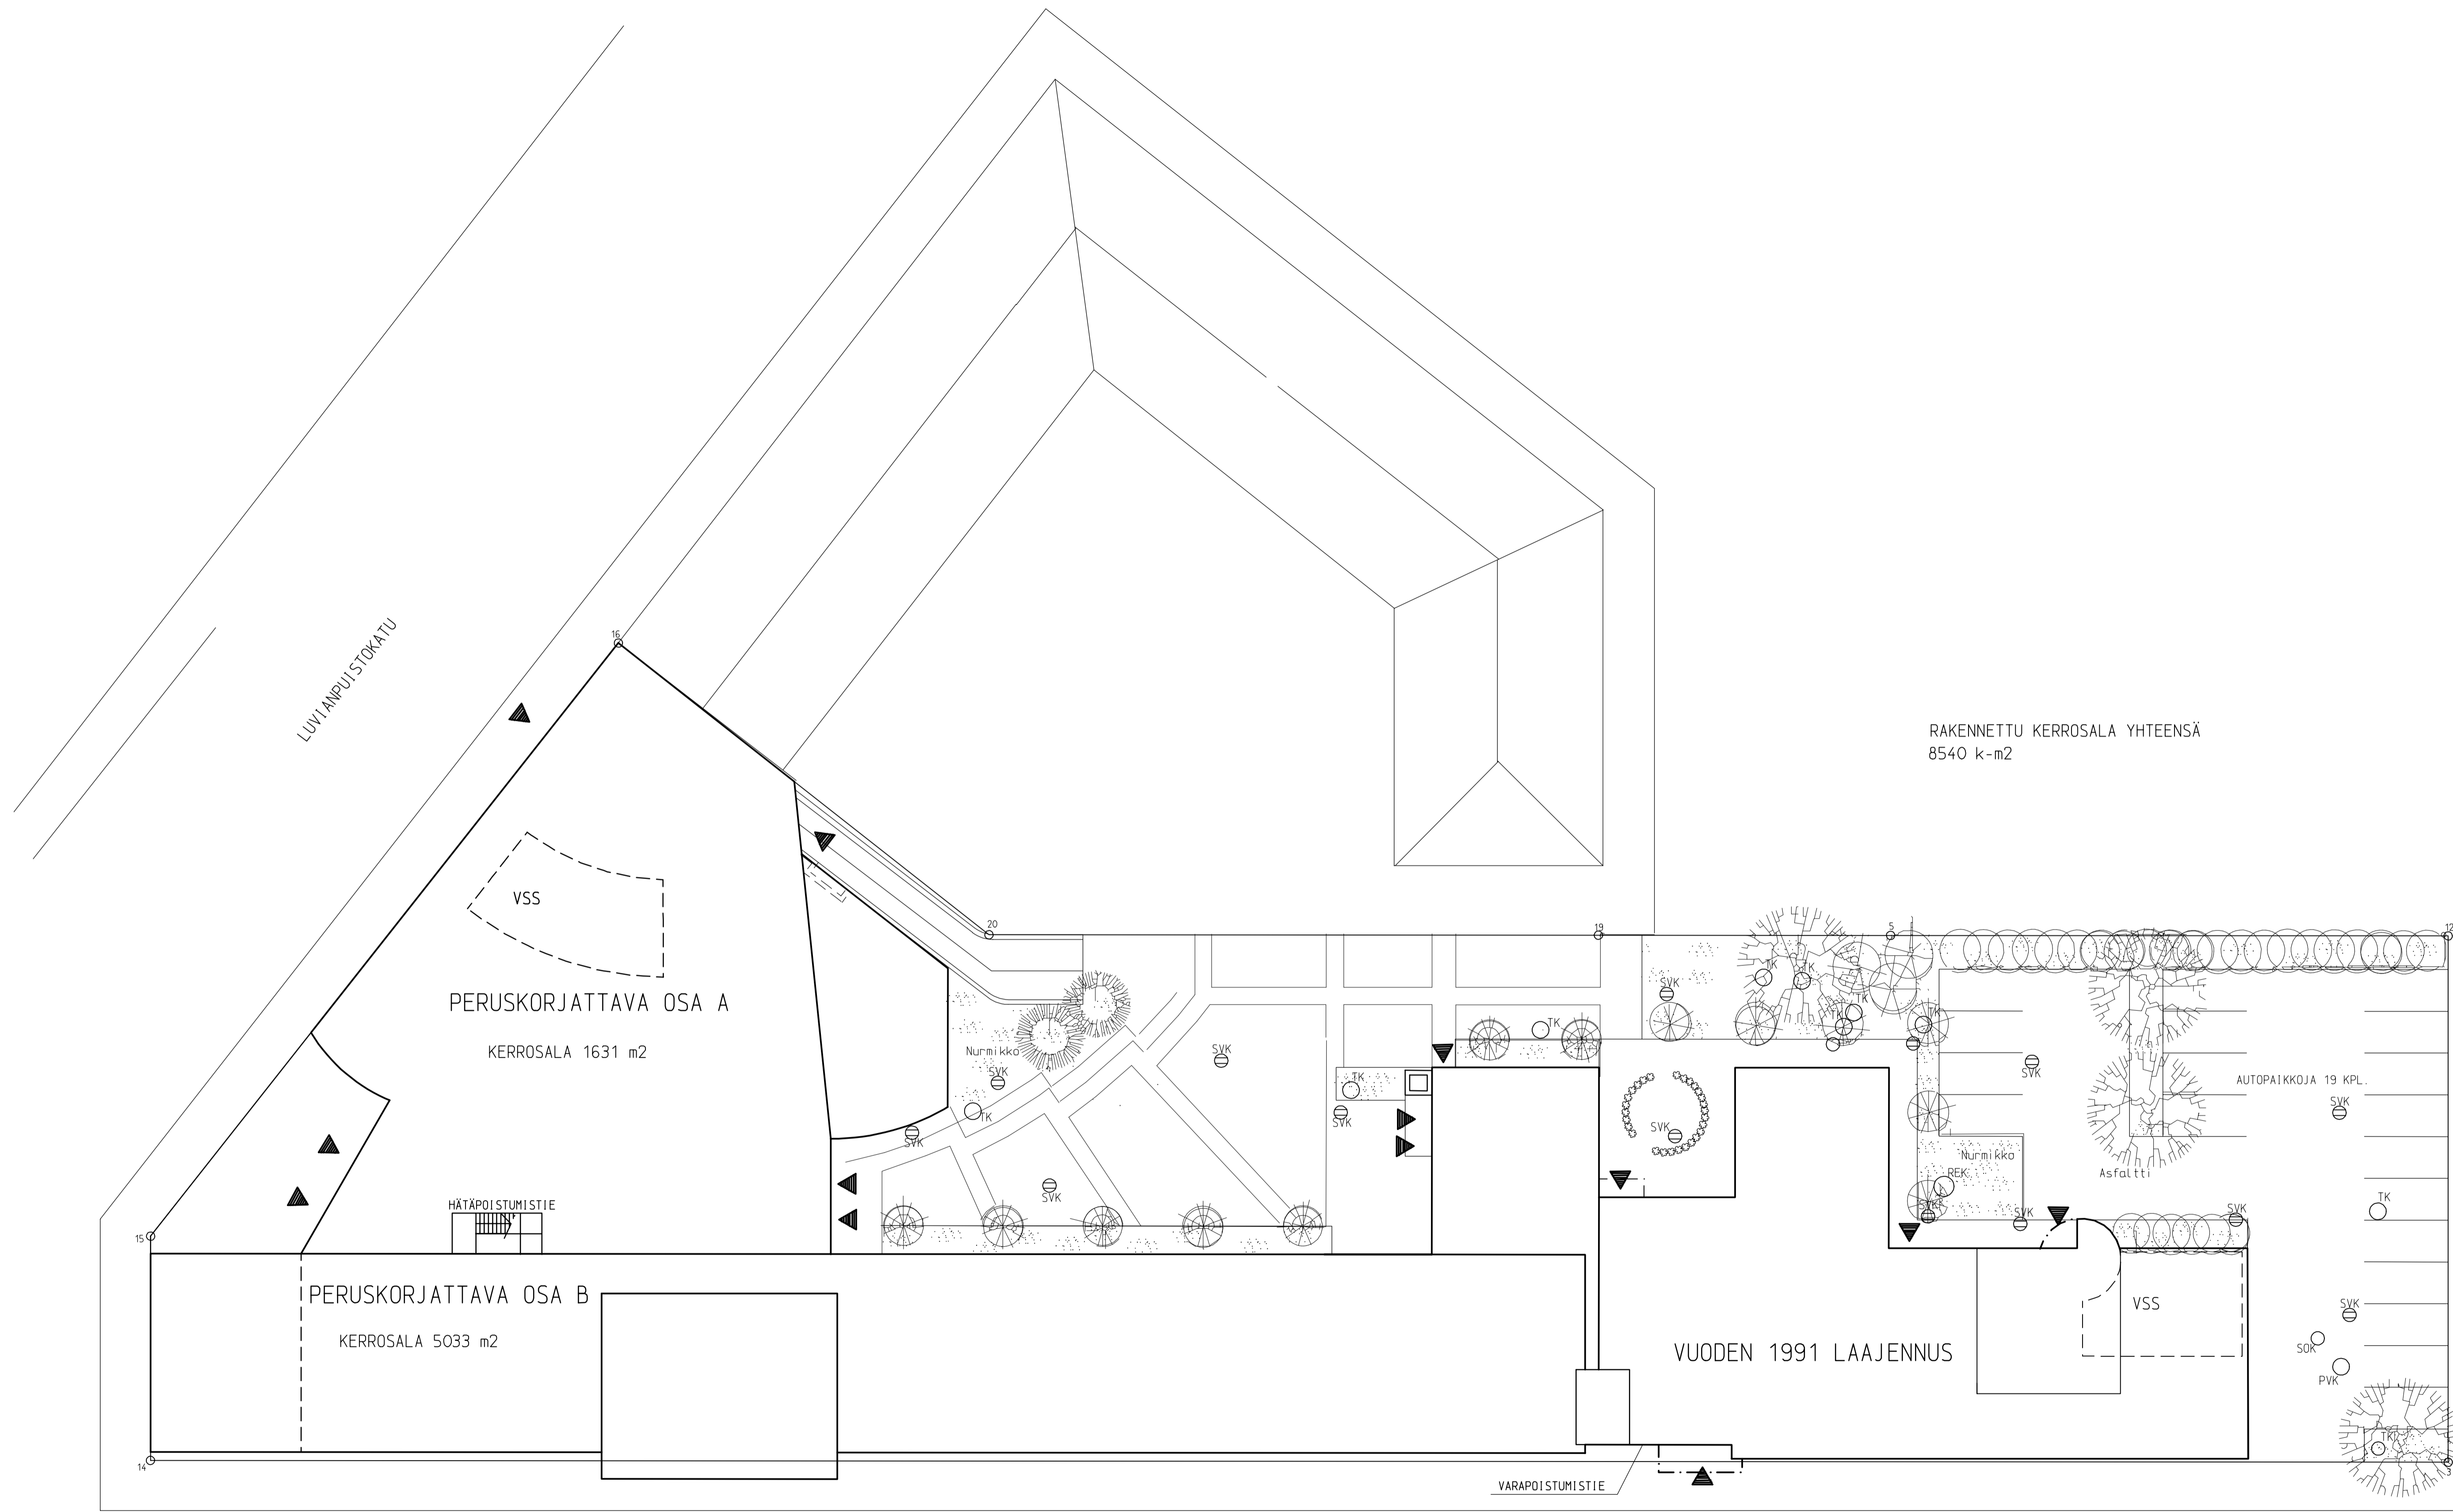 16
LUVIANPUISTOKATU
RAKENNETTU KERROSALA YHTEENSÄ
8540 k-m2
VSS
20
19
5
12
TK
TK
SVK
TK
TK
TK
TK
PERUSKORJATTAVA OSA A
KERROSALA 1631 m2
Nurmikko
SVK
SVK
SVK
AUTOPAIKKOJA 19 KPL.
TK
SVK
TK
SVK
SVK
SVK
Nurmikko
REK
Asfaltti
SVK
HÄTÄPOISTUMISTIE
SVK
SVK
TK
15
PERUSKORJATTAVA OSA B
KERROSALA 5033 m2
VSS
SVK
SOK
PVK
VUODEN 1991 LAAJENNUS
TK
14
3
VARAPOISTUMISTIE